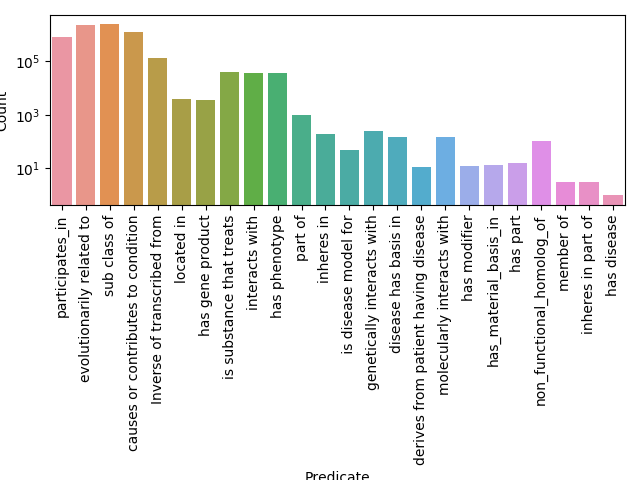 Count
10^5
10^3
10^1
participates_in
evolutionarily related to
sub class of
causes or contributes to condition
Inverse of transcribed from
located in
has gene product
is substance that treats
interacts with
has phenotype
part of
inheres in
is disease model for
genetically interacts with
disease has basis in
derives from patient having disease
molecularly interacts with
has modifier
has_material_basis_in
has part
non_functional_homolog_of
member of
inheres in part of
has disease
Predicate